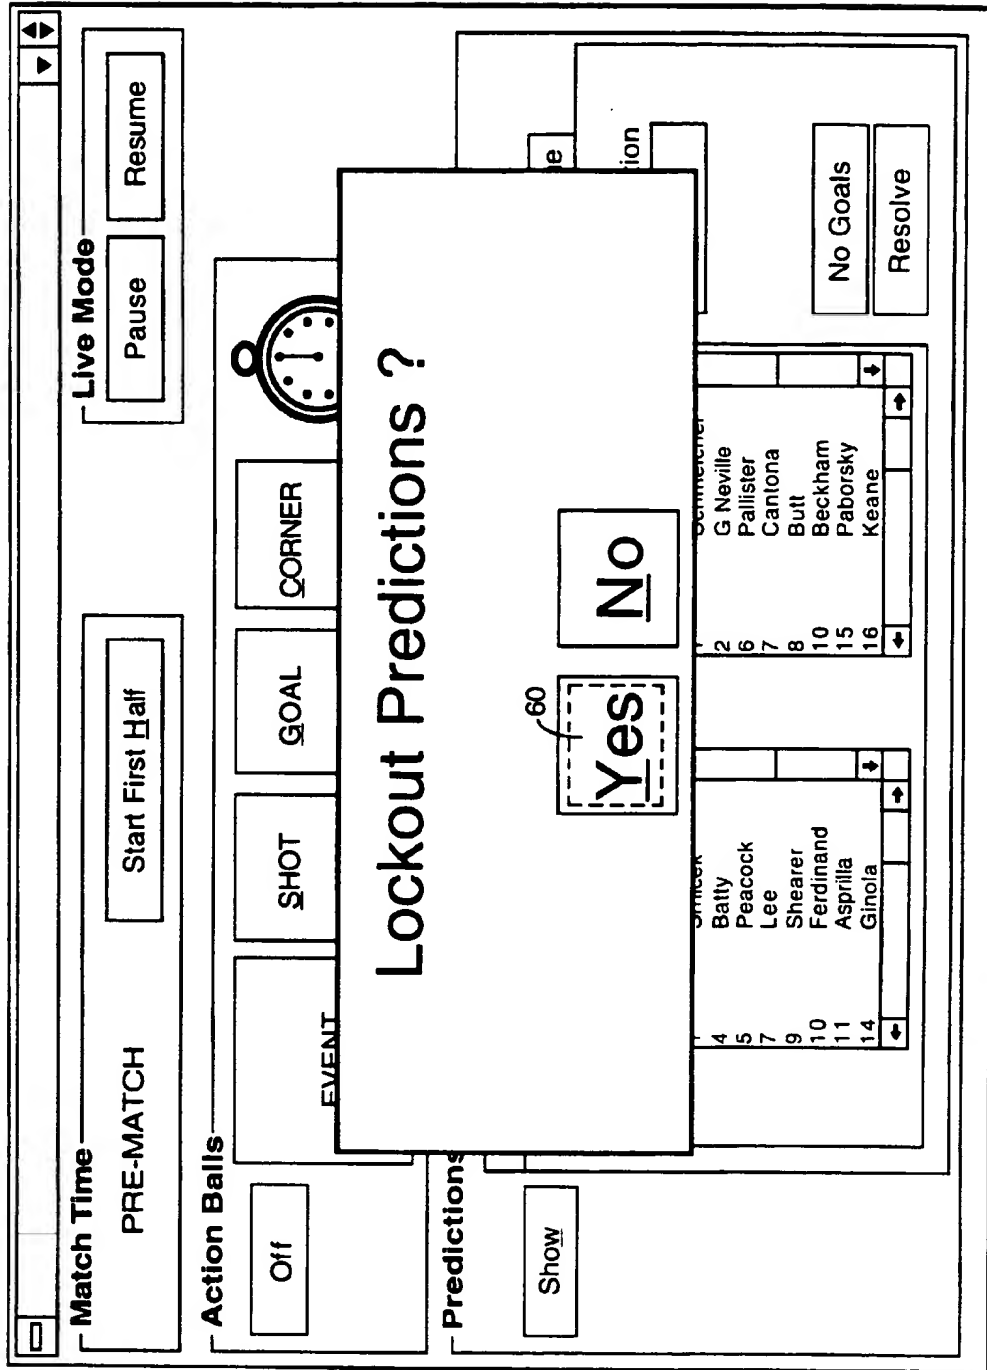 Match Time
PRE-MATCH
Start First Half
Live Mode
Pause
Resume
Action Balls
Off
EVENT
SHOT
GOAL
CORNER
Lockout Predictions ?
60
Yes
No
Predictions
Show
4 Batty
5 Peacock
7 Lee
9 Shearer
10 Ferdinand
11 Asprilla
14 Ginola
2 G Neville
6 Pallister
7 Cantona
8 Butt
10 Beckham
15 Paborsky
16 Keane
No Goals
Resolve